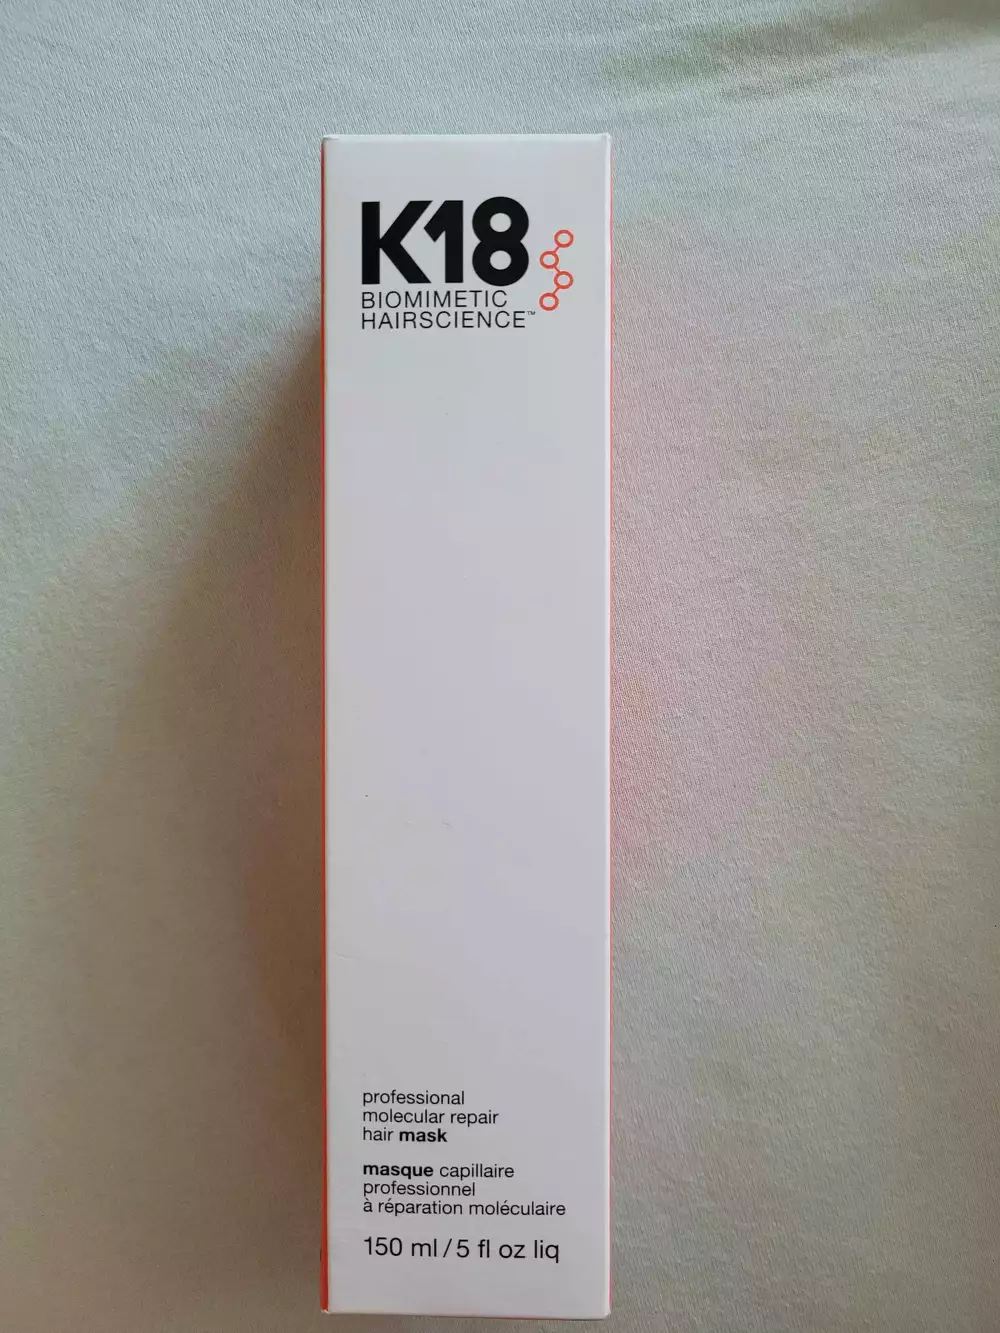 K18
BIOMIMETIC
HAIRSCIENCE™
professional
molecular repair
hair mask
masque capillaire
professionnel
à réparation moléculaire
150 ml / 5 fl oz liq